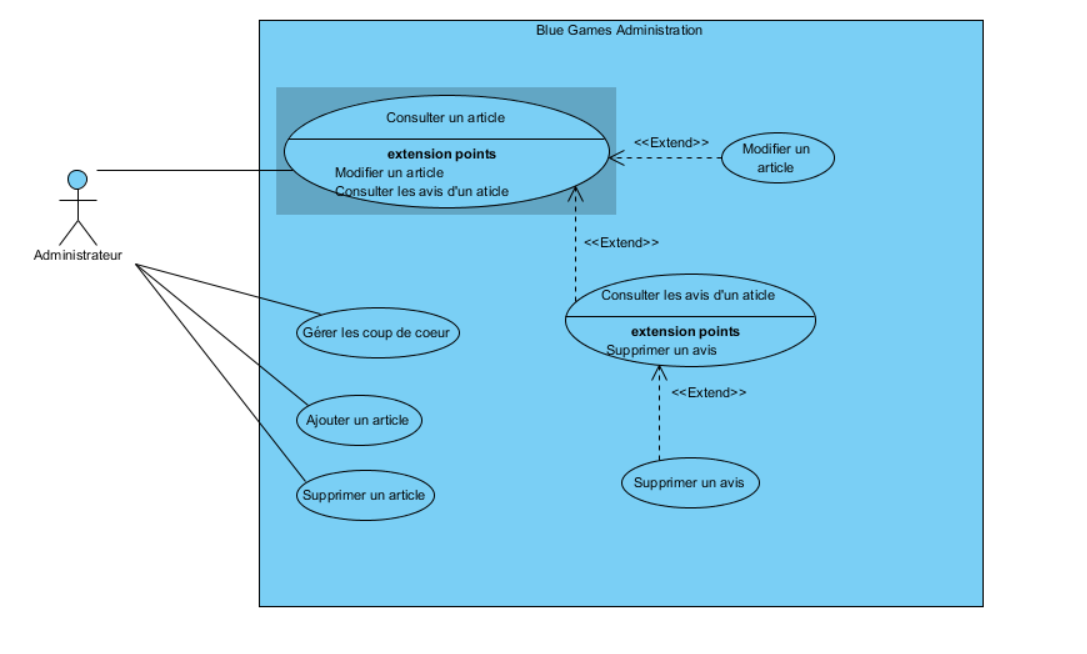 Blue Games Administration
Consulter un article
extension points
Modifier un article
Consulter les avis d'un aticle
<<Extend>>
Modifier un
article
Administrateur
<<Extend>>
Consulter les avis d'un aticle
extension points
Supprimer un avis
Gérer les coup de coeur
<<Extend>>
Ajouter un article
Supprimer un avis
Supprimer un article